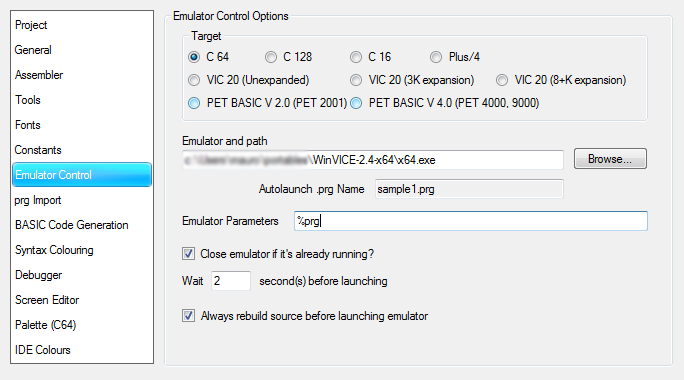 Project
General
Assembler
Tools
Fonts
Constants
Emulator Control
prg Import
BASIC Code Generation
Syntax Colouring
Debugger
Screen Editor
Palette (C64)
IDE Colours
Emulator Control Options
Target
C 64 C 128 C 16 Plus/4
VIC 20 (Unexpanded) VIC 20 (3K expansion) VIC 20 (8+K expansion)
PET BASIC V 2.0 (PET 2001) PET BASIC V 4.0 (PET 4000, 9000)
Emulator and path
\WinVICE-2.4-x64\x64.exe Browse...
Autolaunch .prg Name sample1.prg
Emulator Parameters %prg
Close emulator if it's already running?
Wait 2 second(s) before launching
Always rebuild source before launching emulator